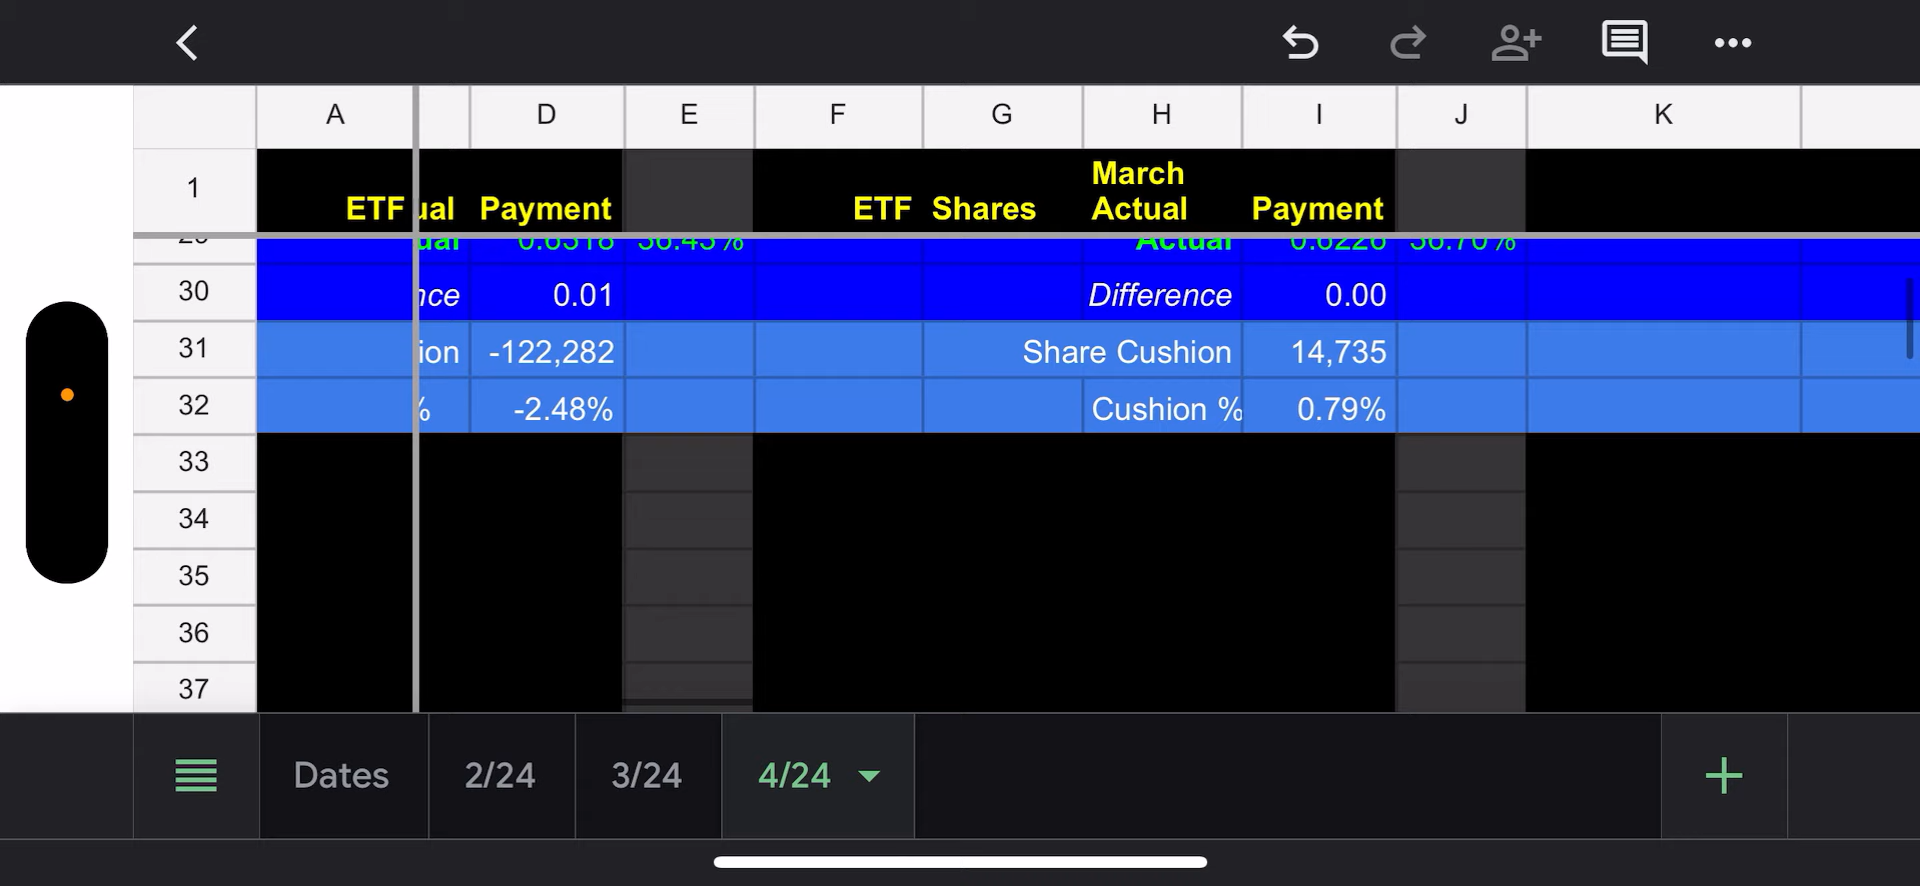 A D E F G H I J K
1 ETF ual Payment ETF Shares March Actual Payment
Actual
30 nce 0.01 Difference 0.00
31 ion -122,282 Share Cushion 14,735
32 % -2.48% Cushion % 0.79%
33
34
35
36
37
Dates 2/24 3/24 4/24